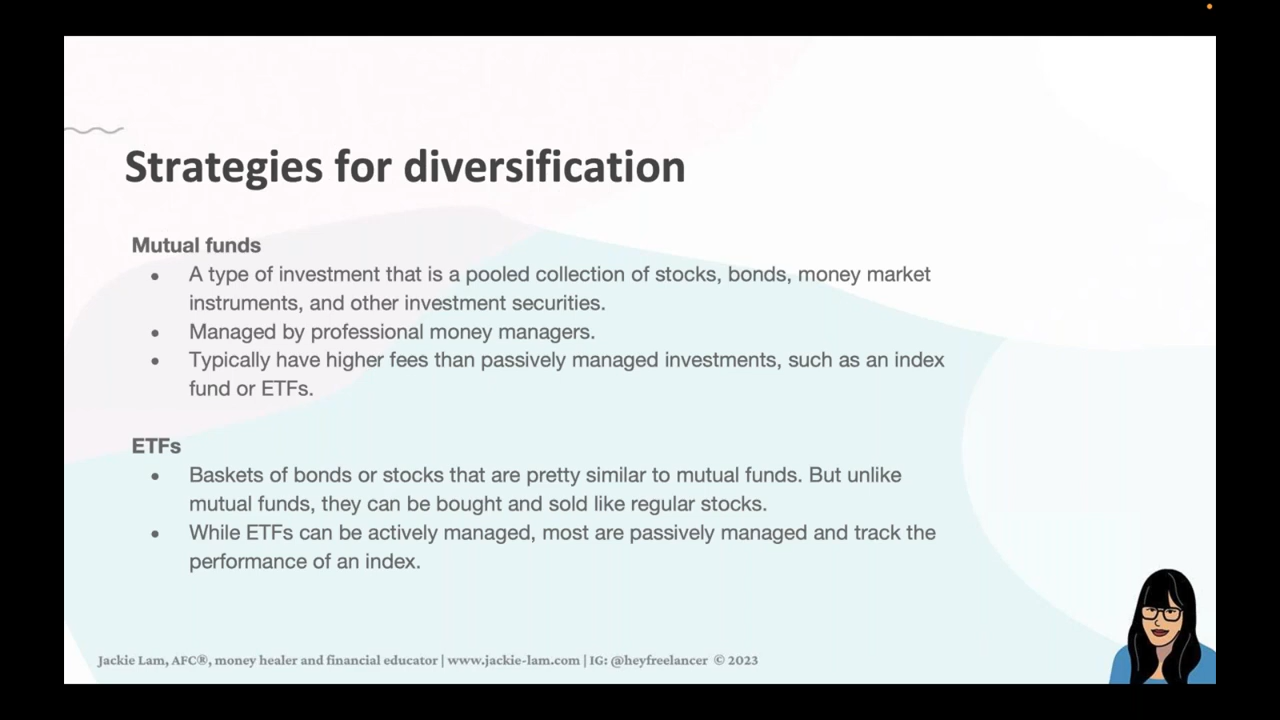 Strategies for diversification
Mutual funds
● A type of investment that is a pooled collection of stocks, bonds, money market
instruments, and other investment securities.
● Managed by professional money managers.
● Typically have higher fees than passively managed investments, such as an index
fund or ETFs.
ETFs
● Baskets of bonds or stocks that are pretty similar to mutual funds. But unlike
mutual funds, they can be bought and sold like regular stocks.
● While ETFs can be actively managed, most are passively managed and track the
performance of an index.
Jackie Lam, AFC®, money healer and financial educator | www.jackie-lam.com | IG: @heyfreelancer © 2023